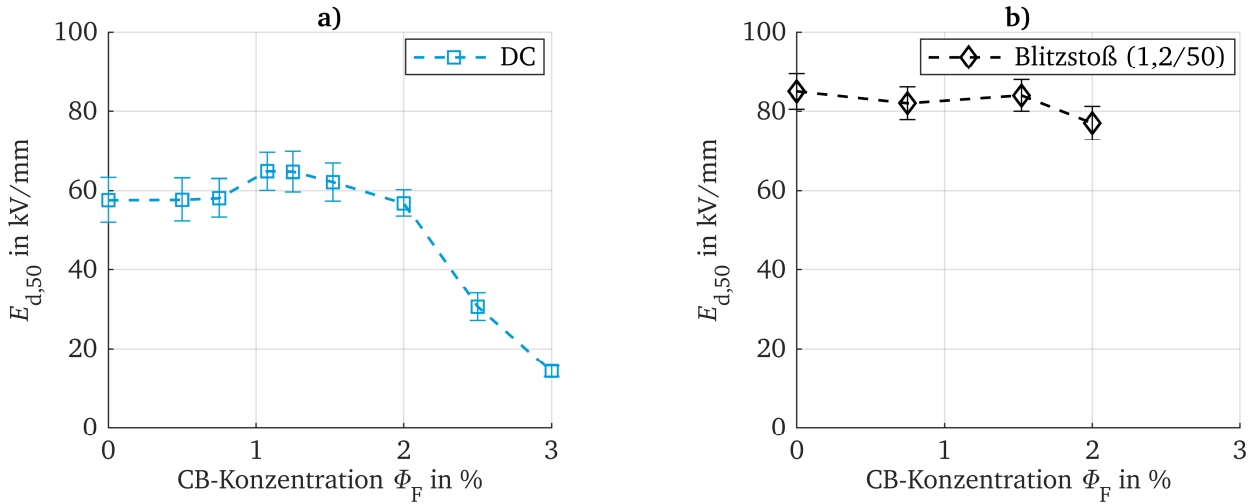 a)
100
80
60
40
20
0
E_d,50 in kV/mm
DC
0 1 2 3
CB-Konzentration Φ_F in %
b)
100
80
60
40
20
0
E_d,50 in kV/mm
Blitzstoß (1,2/50)
0 1 2 3
CB-Konzentration Φ_F in %